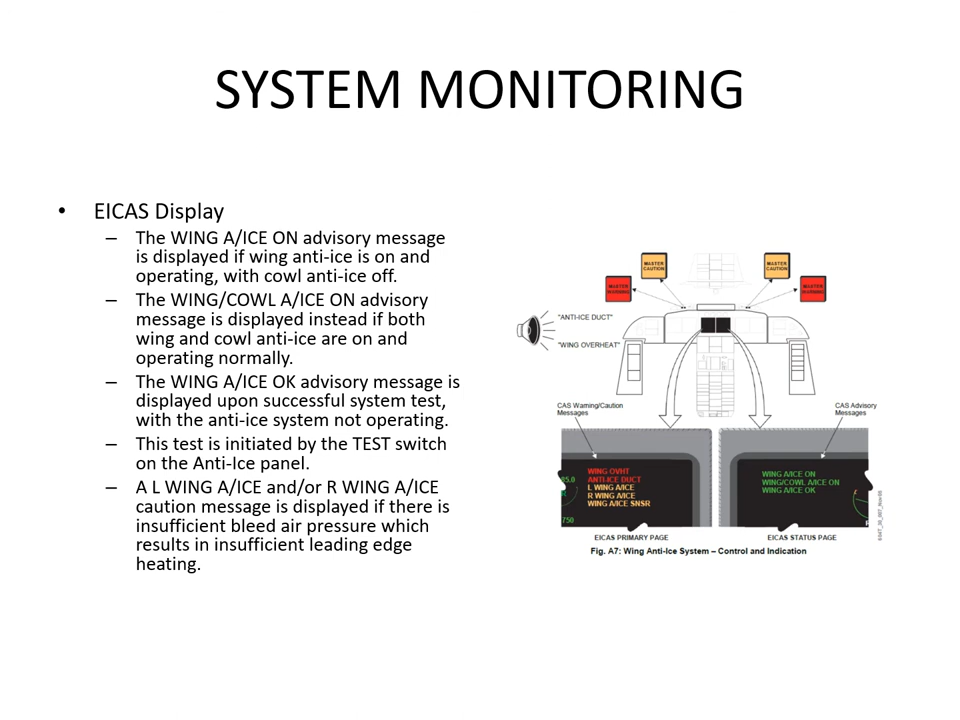 SYSTEM MONITORING
• EICAS Display
– The WING A/ICE ON advisory message
is displayed if wing anti-ice is on and
operating, with cowl anti-ice off.
– The WING/COWL A/ICE ON advisory
message is displayed instead if both
wing and cowl anti-ice are on and
operating normally.
– The WING A/ICE OK advisory message is
displayed upon successful system test,
with the anti-ice system not operating.
– This test is initiated by the TEST switch
on the Anti-Ice panel.
– A L WING A/ICE and/or R WING A/ICE
caution message is displayed if there is
insufficient bleed air pressure which
results in insufficient leading edge
heating.
MASTER
CAUTION
MASTER
CAUTION
MASTER
WARNING
MASTER
WARNING
"ANTI-ICE DUCT"
"WING OVERHEAT"
CAS Warning/Caution
Messages
CAS Advisory
Messages
WING OVHT
ANTI-ICE DUCT
L WING A/ICE
R WING A/ICE
WING A/ICE SNSR
85.0
750
WING A/ICE ON
WING/COWL A/ICE ON
WING A/ICE OK
EICAS PRIMARY PAGE
EICAS STATUS PAGE
Fig. A7: Wing Anti-Ice System – Control and Indication